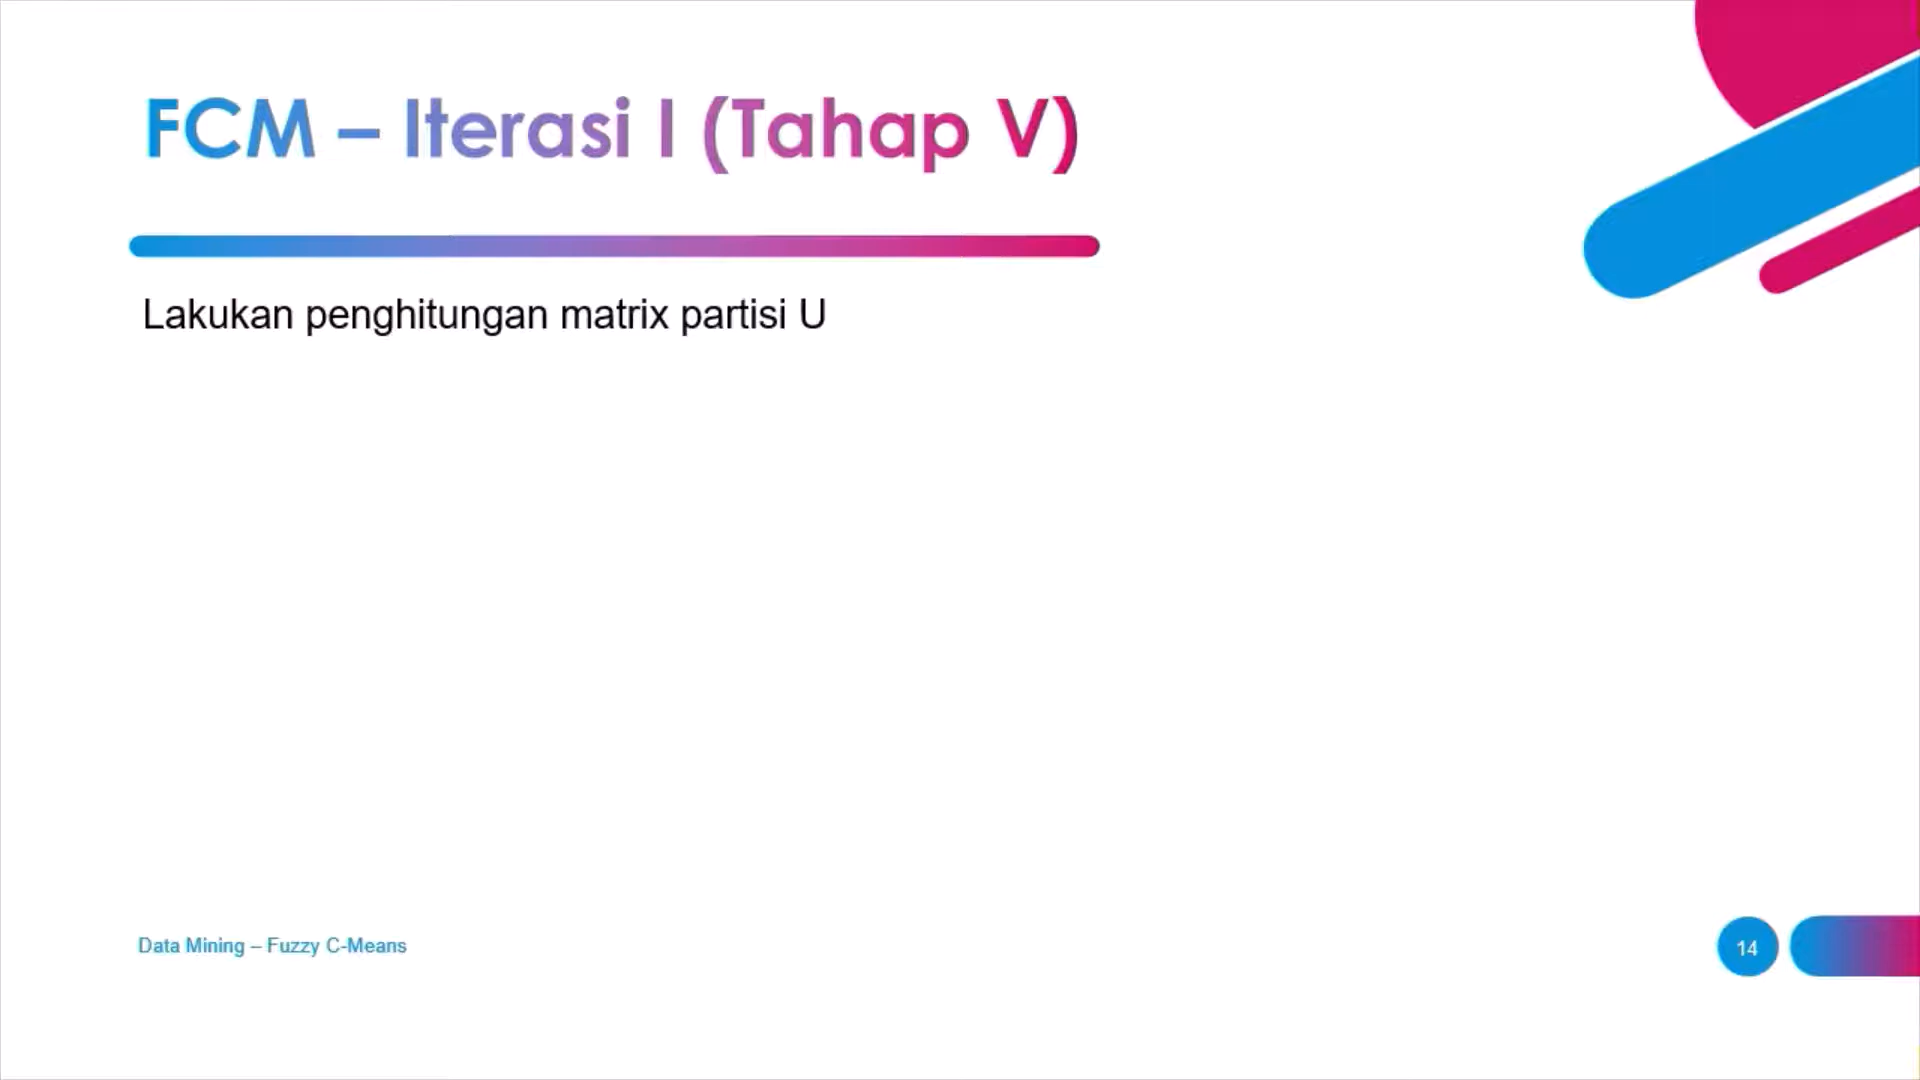 FCM – Iterasi I (Tahap V)
Lakukan penghitungan matrix partisi U
Data Mining – Fuzzy C-Means
14